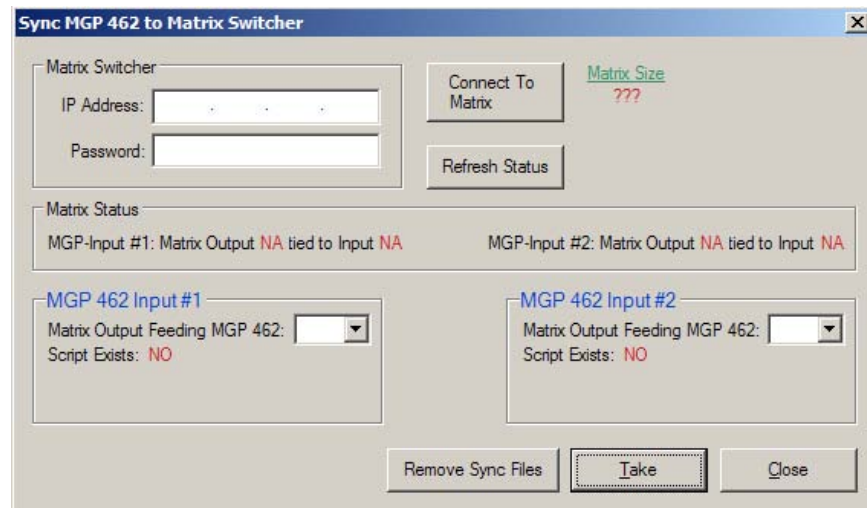 Sync MGP 462 to Matrix Switcher
Matrix Switcher
IP Address: . . .
Password:
Connect To
Matrix
Matrix Size
???
Refresh Status
Matrix Status
MGP-Input #1: Matrix Output NA tied to Input NA
MGP-Input #2: Matrix Output NA tied to Input NA
MGP 462 Input #1
Matrix Output Feeding MGP 462:
Script Exists: NO
MGP 462 Input #2
Matrix Output Feeding MGP 462:
Script Exists: NO
Remove Sync Files
Take
Close